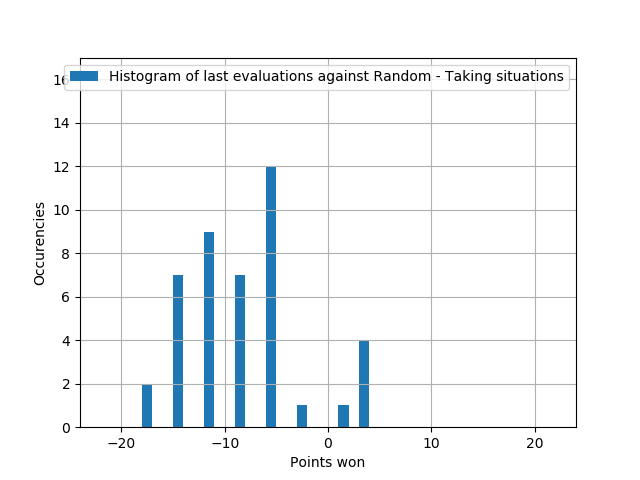 Histogram of last evaluations against Random - Taking situations
16
14
12
10
8
6
4
2
0
Occurencies
−20 −10 0 10 20
Points won